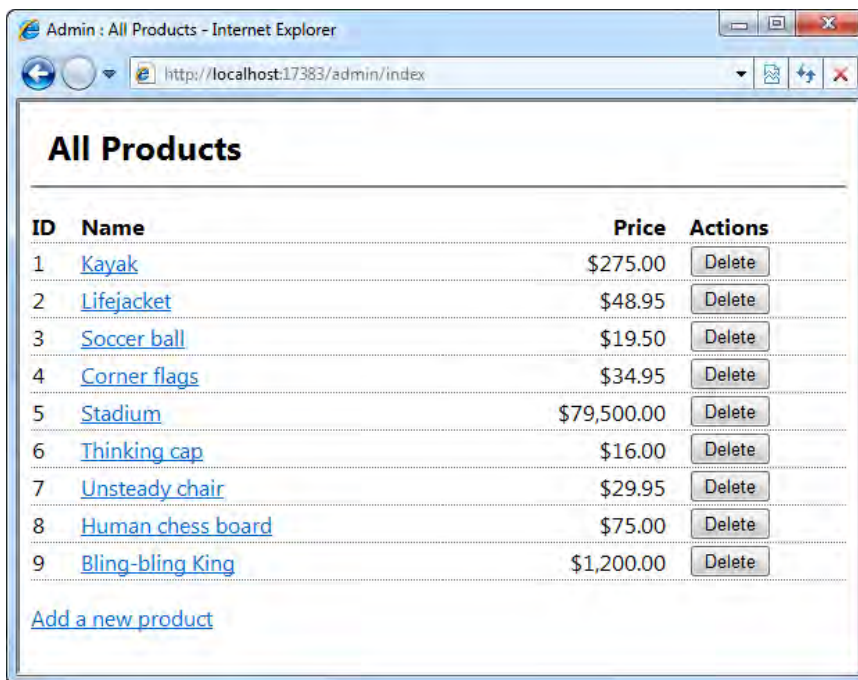 Admin : All Products - Internet Explorer
http://localhost:17383/admin/index
All Products
ID Name Price Actions
1 Kayak $275.00 Delete
2 Lifejacket $48.95 Delete
3 Soccer ball $19.50 Delete
4 Corner flags $34.95 Delete
5 Stadium $79,500.00 Delete
6 Thinking cap $16.00 Delete
7 Unsteady chair $29.95 Delete
8 Human chess board $75.00 Delete
9 Bling-bling King $1,200.00 Delete
Add a new product